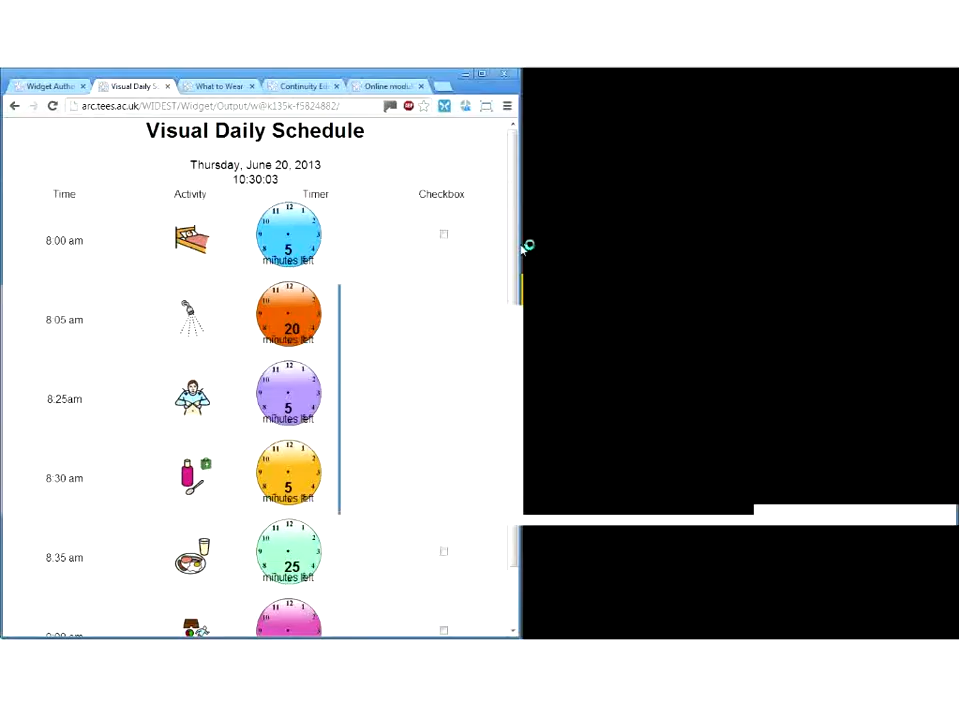 Widget Autho
Visual Daily S
What to Wear
Continuity Edi
Online modul
arc.tees.ac.uk/WIDEST/Widget/Output/w@k135k-f5824882/
Visual Daily Schedule
Thursday, June 20, 2013
10:30:03
Time Activity Timer Checkbox
8:00 am 5 minutes left
8:05 am 20 minutes left
8:25am 5 minutes left
8:30 am 5 minutes left
8:35 am 25 minutes left